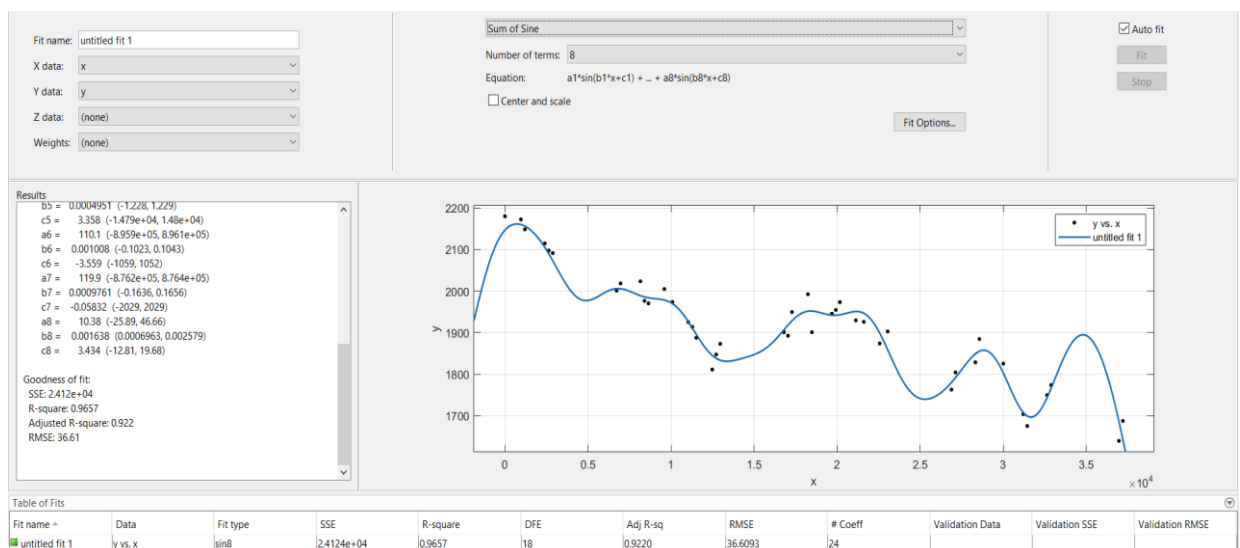 Fit name: untitled fit 1
X data: x
Y data: y
Z data: (none)
Weights: (none)
Sum of Sine
Number of terms: 8
Equation: a1*sin(b1*x+c1) + ... + a8*sin(b8*x+c8)
Center and scale
Fit Options...
Auto fit
Fit
Stop
Results
b5 = 0.0004951 (-1.228, 1.229)
c5 = 3.358 (-1.479e+04, 1.48e+04)
a6 = 110.1 (-8.959e+05, 8.961e+05)
b6 = 0.001008 (-0.1023, 0.1043)
c6 = -3.559 (-1059, 1052)
a7 = 119.9 (-8.762e+05, 8.764e+05)
b7 = 0.0009761 (-0.1636, 0.1656)
c7 = -0.05832 (-2029, 2029)
a8 = 10.38 (-25.89, 46.66)
b8 = 0.001638 (0.0006963, 0.002579)
c8 = 3.434 (-12.81, 19.68)
Goodness of fit:
SSE: 2.412e+04
R-square: 0.9657
Adjusted R-square: 0.922
RMSE: 36.61
2200
2100
2000
1900
1800
1700
y
0 0.5 1 1.5 2 2.5 3 3.5
x
×10⁴
y vs. x
untitled fit 1
Table of Fits
Fit name Data Fit type SSE R-square DFE Adj R-sq RMSE # Coeff Validation Data Validation SSE Validation RMSE
untitled fit 1 y vs. x sin8 2.4124e+04 0.9657 18 0.9220 36.6093 24